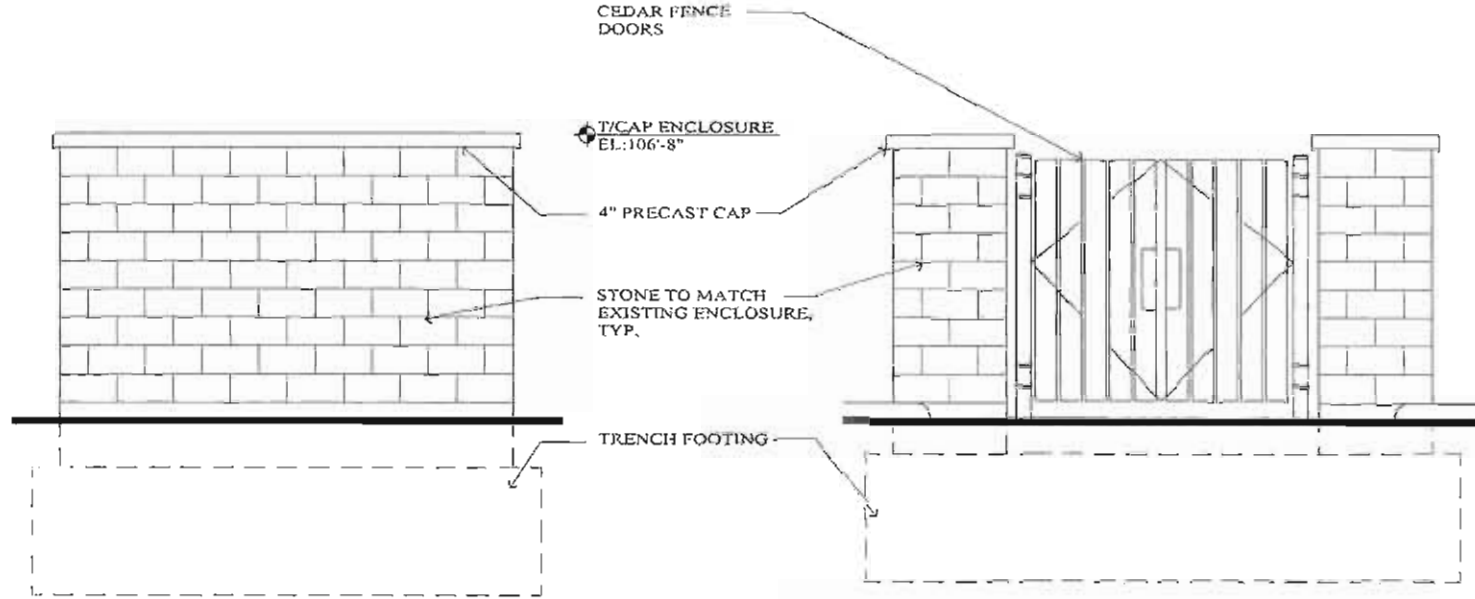 CEDAR FENCE
DOORS
T/CAP ENCLOSURE
EL:106'-8"
4" PRECAST CAP
STONE TO MATCH
EXISTING ENCLOSURE,
TYP.
TRENCH FOOTING